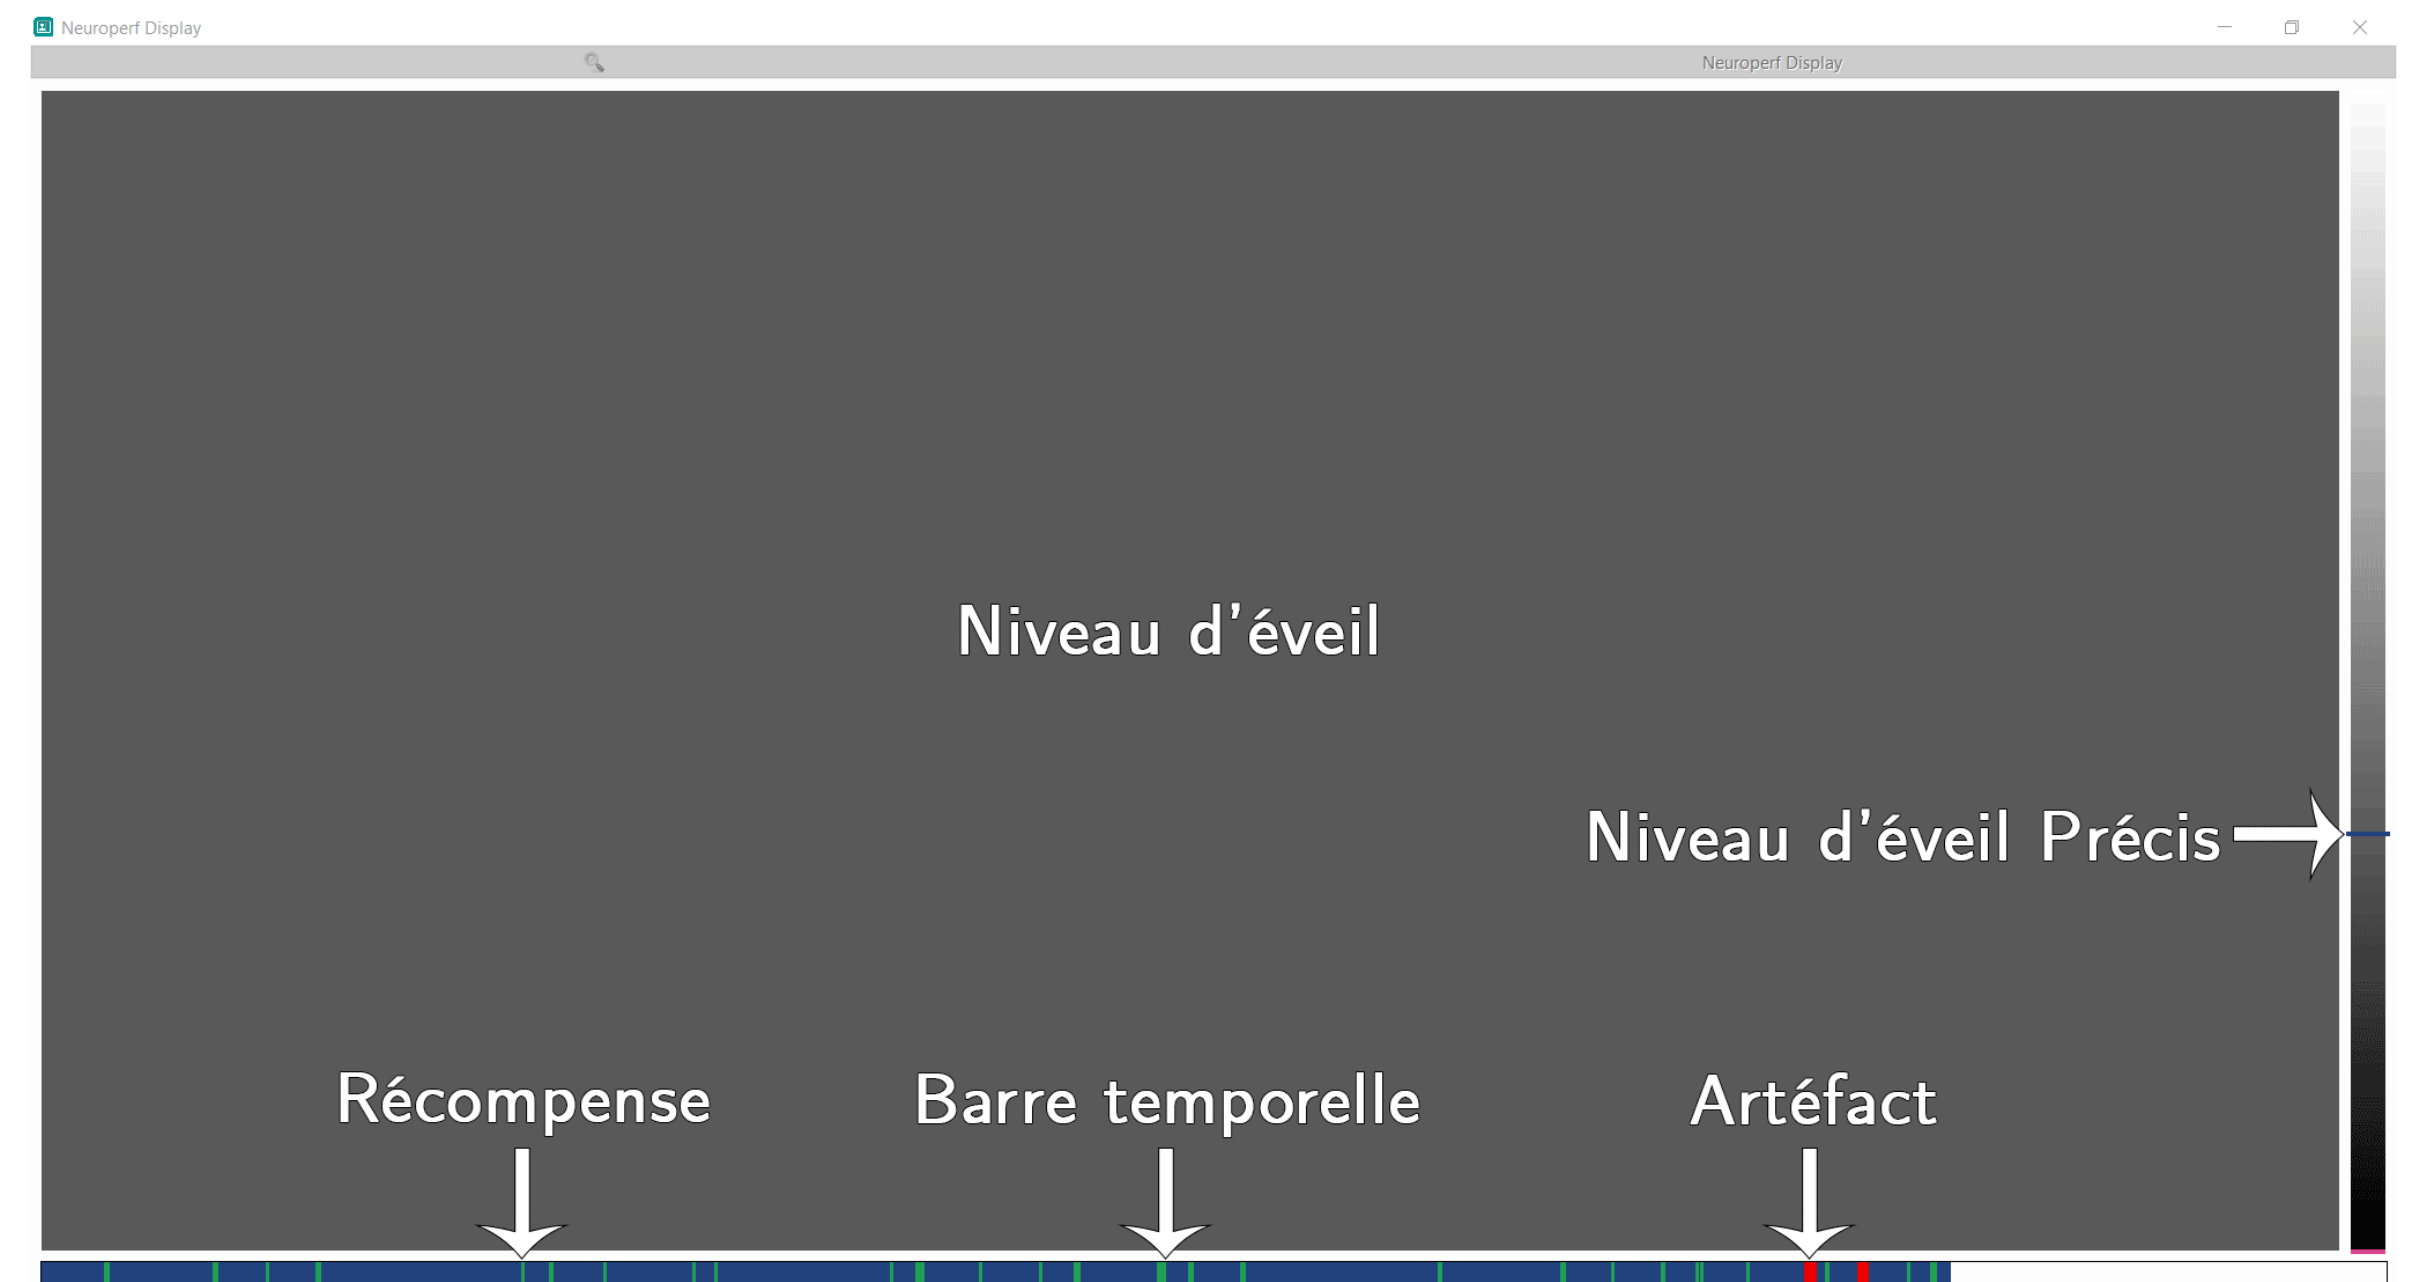 Neuroperf Display
Neuroperf Display
Niveau d'éveil
Niveau d'éveil Précis
Récompense
Barre temporelle
Artéfact